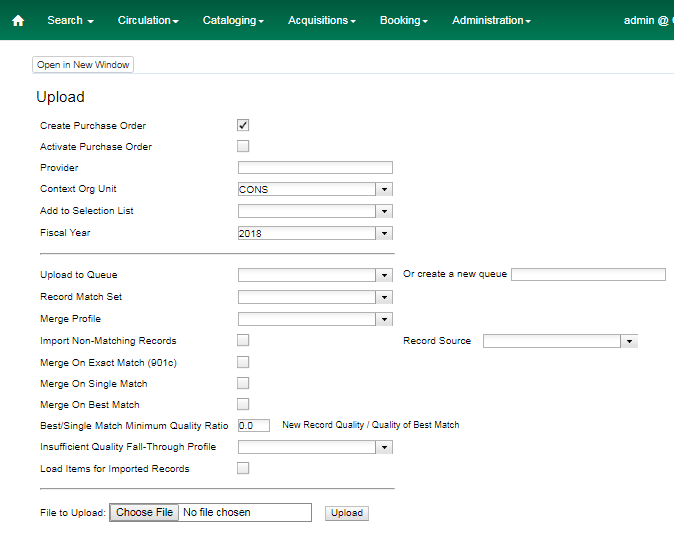 Search Circulation Cataloging Acquisitions Booking Administration admin @
Open in New Window
Upload
Create Purchase Order
Activate Purchase Order
Provider
Context Org Unit CONS
Add to Selection List
Fiscal Year 2018
Upload to Queue Or create a new queue
Record Match Set
Merge Profile
Import Non-Matching Records Record Source
Merge On Exact Match (901c)
Merge On Single Match
Merge On Best Match
Best/Single Match Minimum Quality Ratio 0.0 New Record Quality / Quality of Best Match
Insufficient Quality Fall-Through Profile
Load Items for Imported Records
File to Upload: Choose File No file chosen Upload